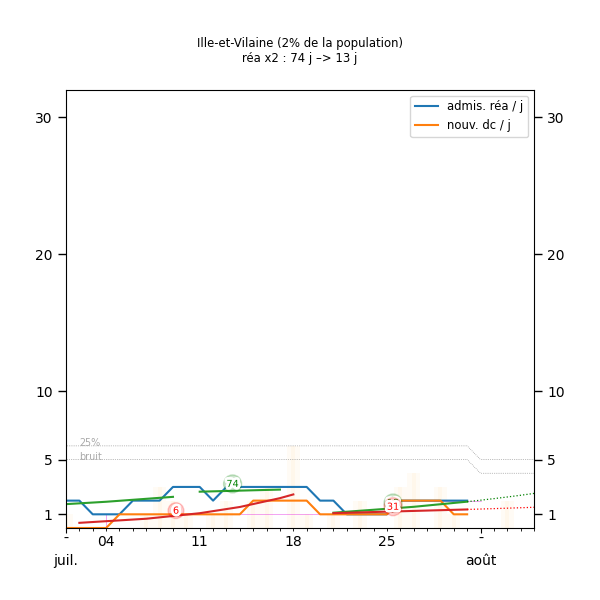 Ille-et-Vilaine (2% de la population)
réa x2 : 74 j –> 13 j
admis. réa / j
nouv. dc / j
30
30
20
20
10
10
25%
bruit
5
5
1
1
74
6
31
-
04
11
18
25
-
juil.
août